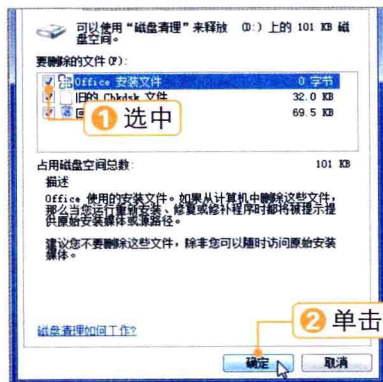 可以使用“磁盘清理”来释放 (D:) 上的 101 KB 磁
盘空间。
要删除的文件(F):
Office 安装文件 0 字节
旧的 Chkdsk 文件 32.0 KB
回 69.5 KB
1 选中
占用磁盘空间总数: 101 KB
描述
Office 使用的安装文件。如果从计算机中删除这些文件,
那么当您运行重新安装、修复或修补程序时都将被提示提
供原始安装媒体或源路径。
建议您不要删除这些文件，除非您可以随时访问原始安装
媒体。
磁盘清理如何工作?
2 单击
确定 取消